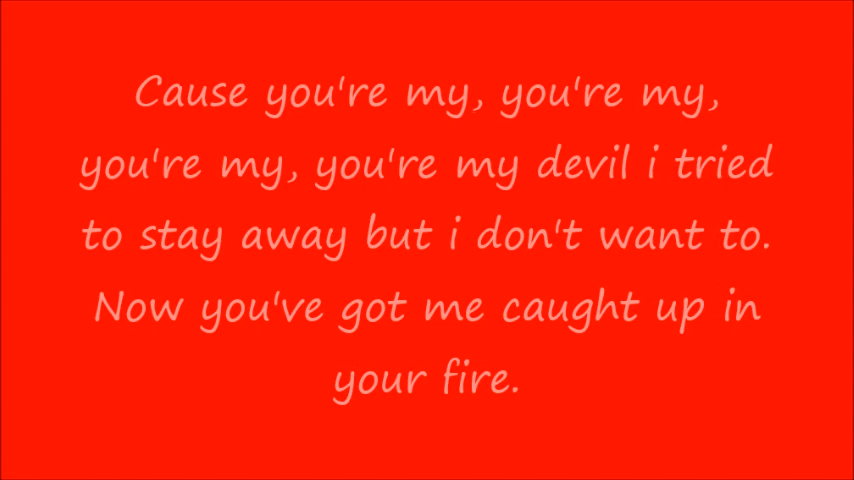 Cause you're my, you're my,
you're my, you're my devil i tried
to stay away but i don't want to.
Now you've got me caught up in
your fire.